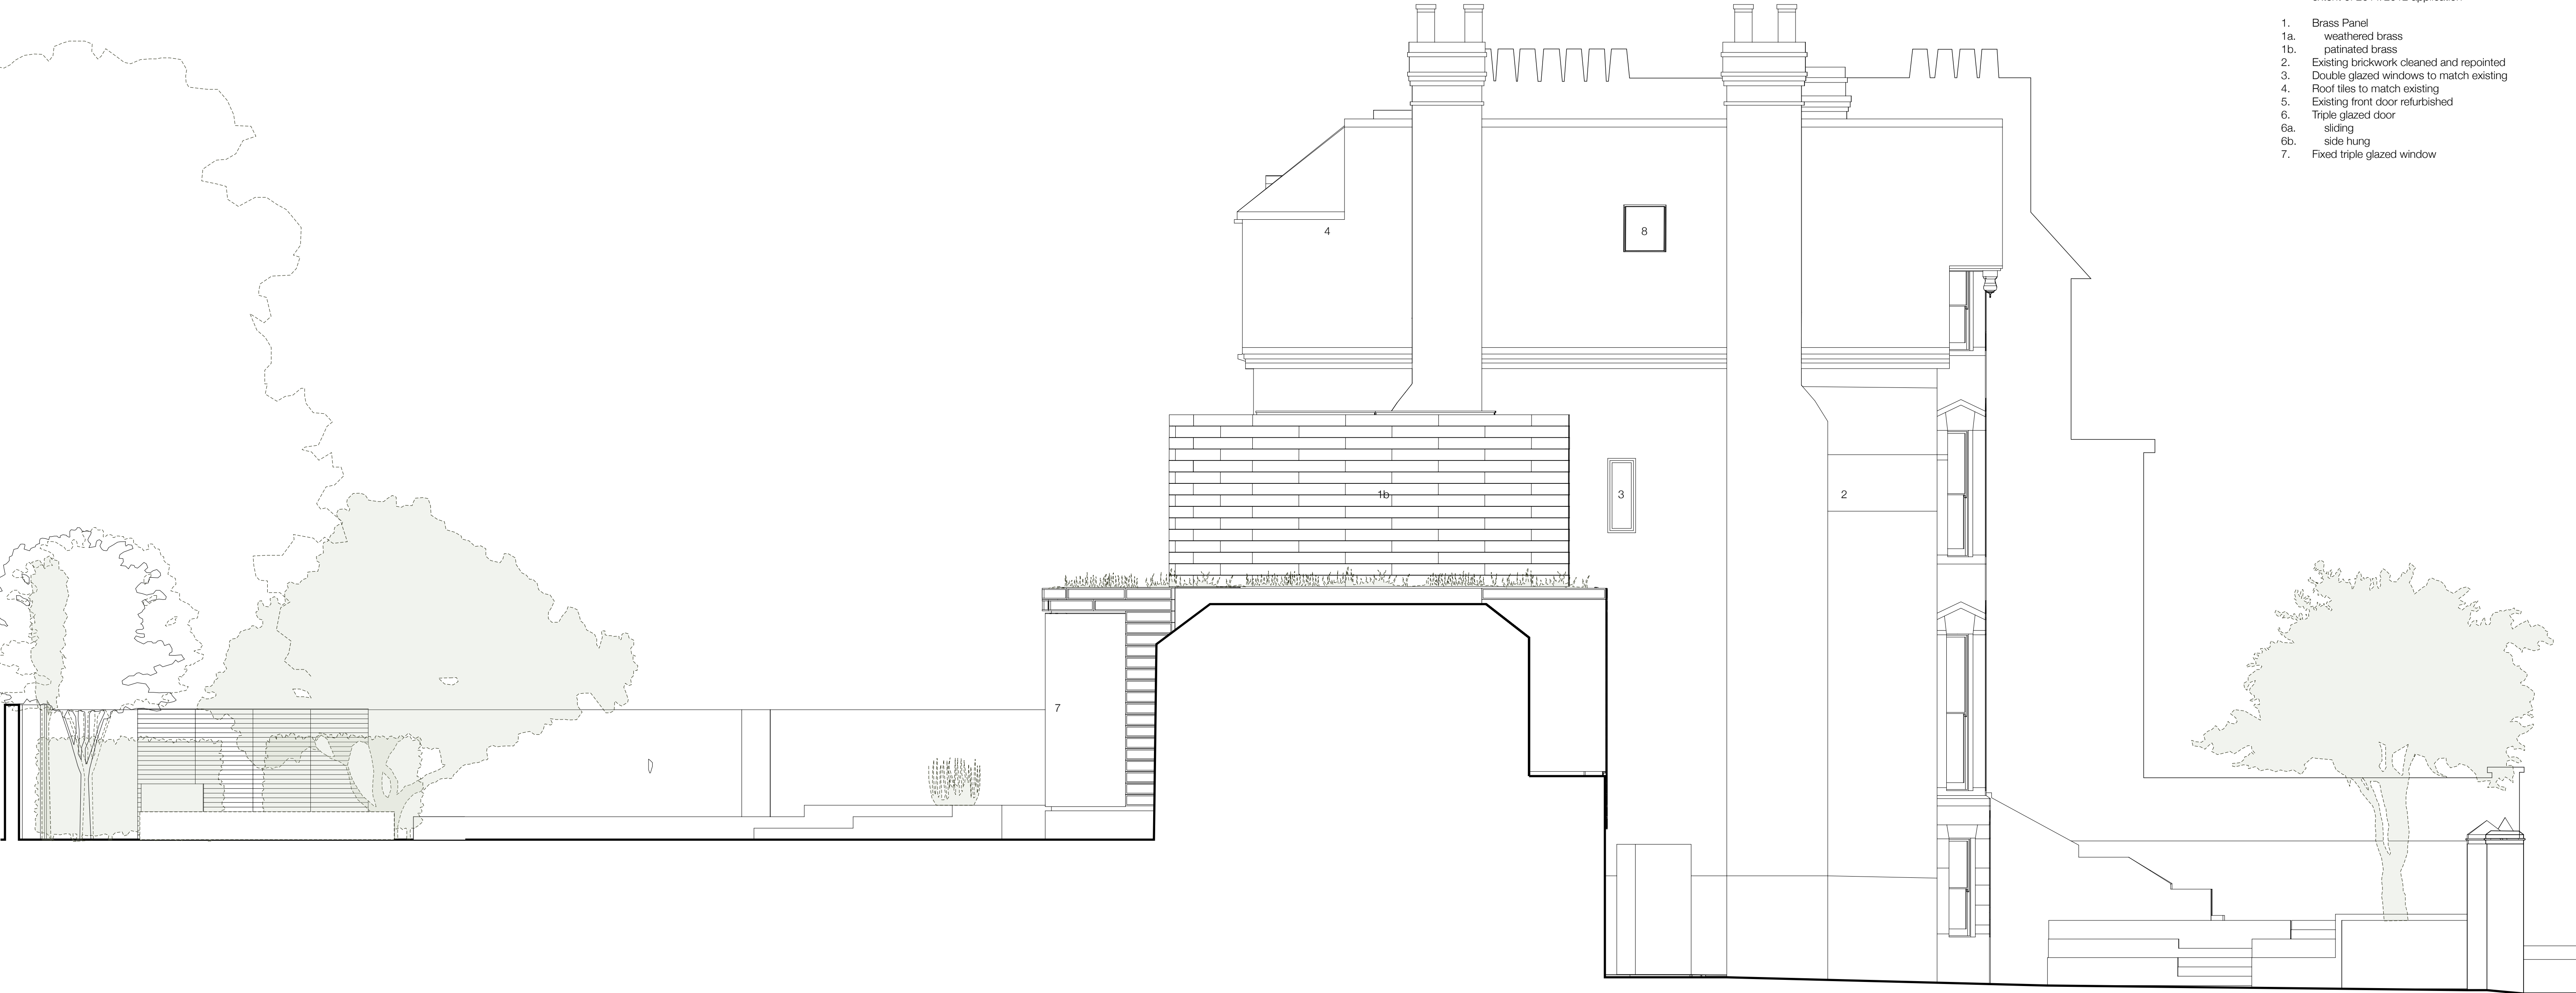 1. Brass Panel
1a. weathered brass
1b. patinated brass
2. Existing brickwork cleaned and repointed
3. Double glazed windows to match existing
4. Roof tiles to match existing
5. Existing front door refurbished
6. Triple glazed door
6a. sliding
6b. side hung
7. Fixed triple glazed window
4
8
1b
3
2
7